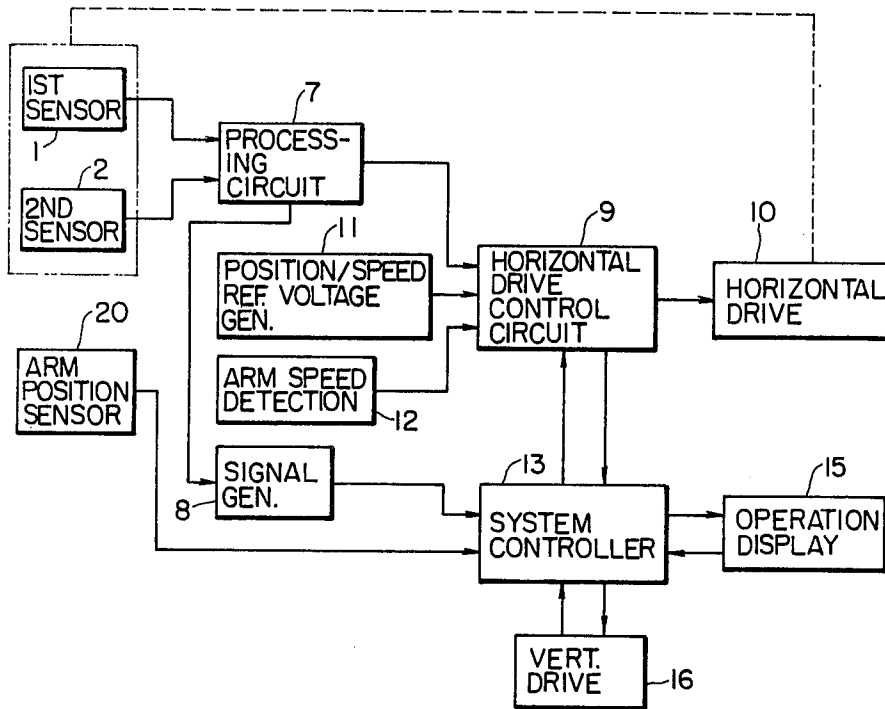 1ST
SENSOR
1
2
2ND
SENSOR
7
PROCESS-
ING
CIRCUIT
11
POSITION/SPEED
REF. VOLTAGE
GEN.
9
HORIZONTAL
DRIVE
CONTROL
CIRCUIT
10
HORIZONTAL
DRIVE
20
ARM
POSITION
SENSOR
ARM SPEED
DETECTION
12
SIGNAL
GEN.
8
13
SYSTEM
CONTROLLER
15
OPERATION
DISPLAY
VERT.
DRIVE
16